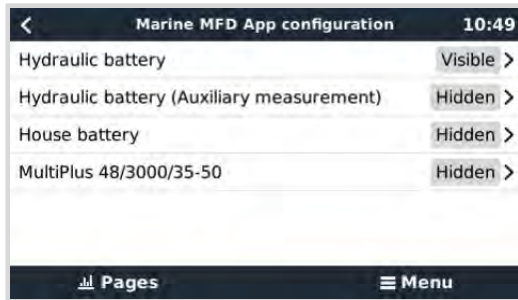 Marine MFD App configuration 10:49
Hydraulic battery Visible
Hydraulic battery (Auxiliary measurement) Hidden
House battery Hidden
MultiPlus 48/3000/35-50 Hidden
Pages Menu